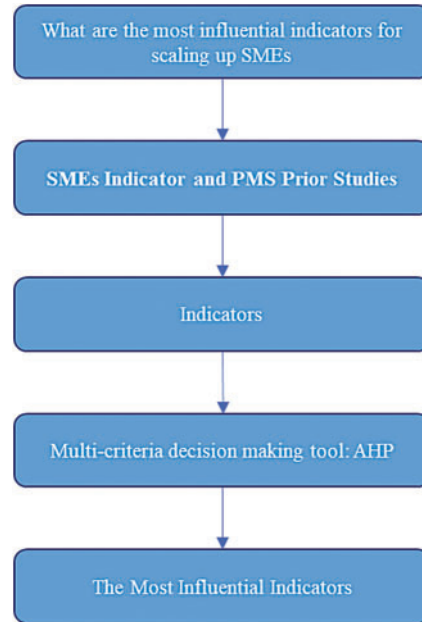 What are the most influential indicators for
scaling up SMEs
SMEs Indicator and PMS Prior Studies
Indicators
Multi-criteria decision making tool: AHP
The Most Influential Indicators